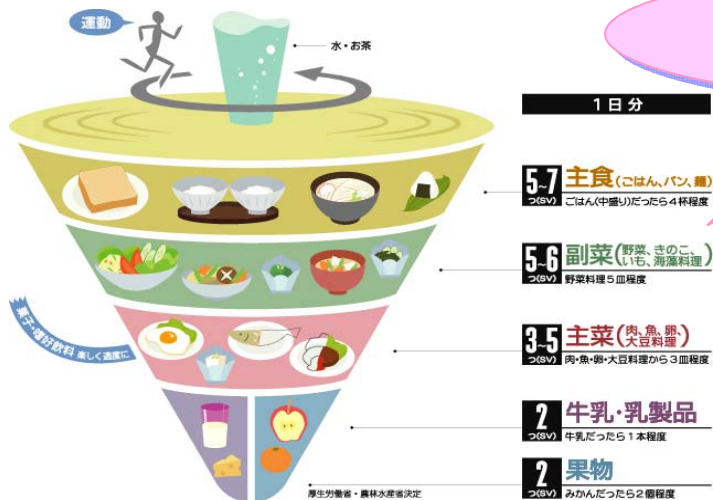 運動
水・お茶
1日分
5~7 つ(SV)
主食(ごはん、パン、麺)
ごはん(中盛り)だったら4杯程度
5~6 つ(SV)
副菜(野菜、きのこ、
いも、海藻料理)
野菜料理5皿程度
3~5 つ(SV)
主菜(肉、魚、卵、
大豆料理)
肉・魚・卵・大豆料理から3皿程度
菓子・嗜好飲料 楽しく適度に
2 つ(SV)
牛乳・乳製品
牛乳だったら1本程度
2 つ(SV)
果物
みかんだったら2個程度
厚生労働省・農林水産省決定